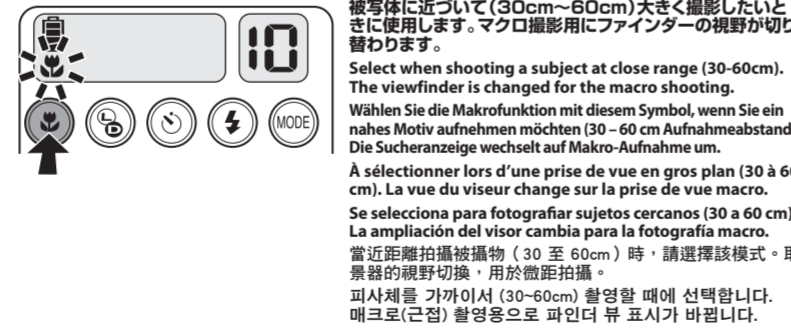 10
L
D
MODE
被写体に近づいて(30cm～60cm)大きく撮影したいと
きに使用します。マクロ撮影用にファインダーの視野が切り
替わります。
Select when shooting a subject at close range (30-60cm).
The viewfinder is changed for the macro shooting.
Wählen Sie die Makrofunktion mit diesem Symbol, wenn Sie ein
nahes Motiv aufnehmen möchten (30 – 60 cm Aufnahmeabstand
Die Sucheranzeige wechselt auf Makro-Aufnahme um.
À sélectionner lors d’une prise de vue en gros plan (30 à 60
cm). La vue du viseur change sur la prise de vue macro.
Se selecciona para fotografiar sujetos cercanos (30 a 60 cm)
La ampliación del visor cambia para la fotografía macro.
當近距離拍攝被攝物（30 至 60cm）時，請選擇該模式。取
景器的視野切換，用於微距拍攝。
피사체를 가까이서 (30~60cm) 촬영할 때에 선택합니다.
매크로(근접) 촬영용으로 파인더 뷰 표시가 바뀝니다.